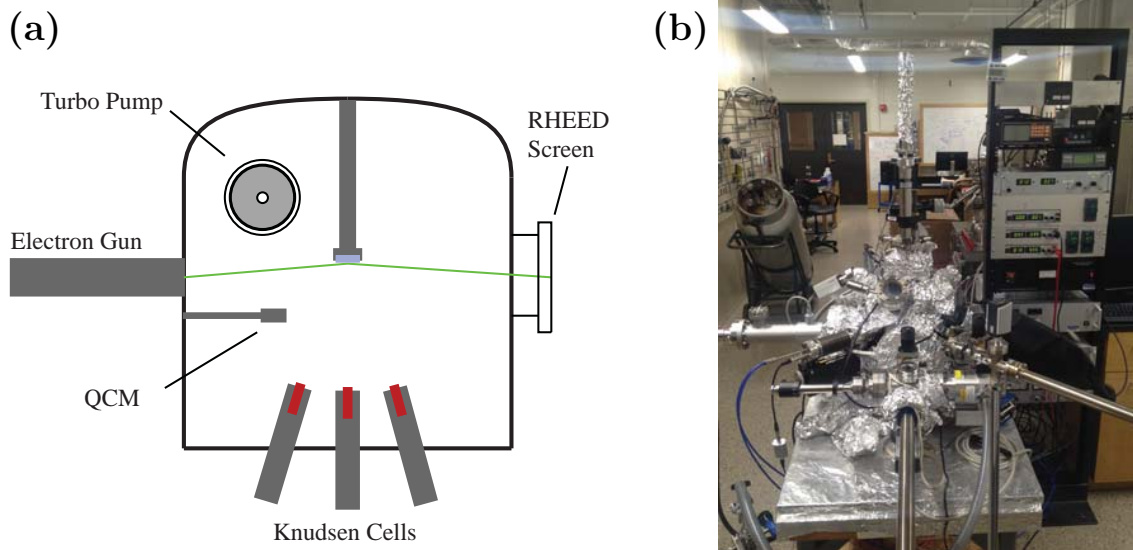 (a)
Turbo Pump
RHEED
Screen
Electron Gun
QCM
Knudsen Cells
(b)